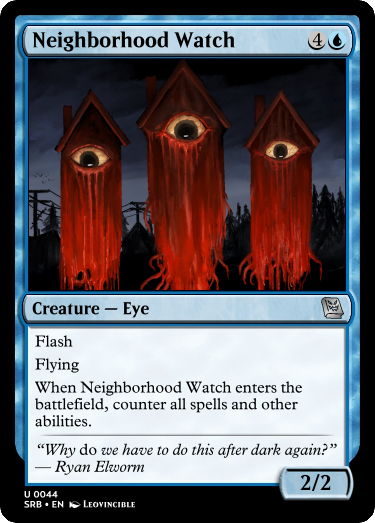 Neighborhood Watch 4
Creature — Eye
Flash
Flying
When Neighborhood Watch enters the
battlefield, counter all spells and other
abilities.
“Why do we have to do this after dark again?”
— Ryan Elworm
2/2
U 0044
SRB • EN Leovincible